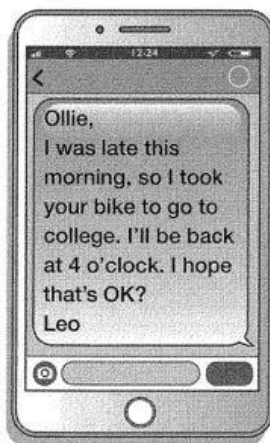 12:24
Ollie,
I was late this
morning, so I took
your bike to go to
college. I'll be back
at 4 o'clock. I hope
that's OK?
Leo